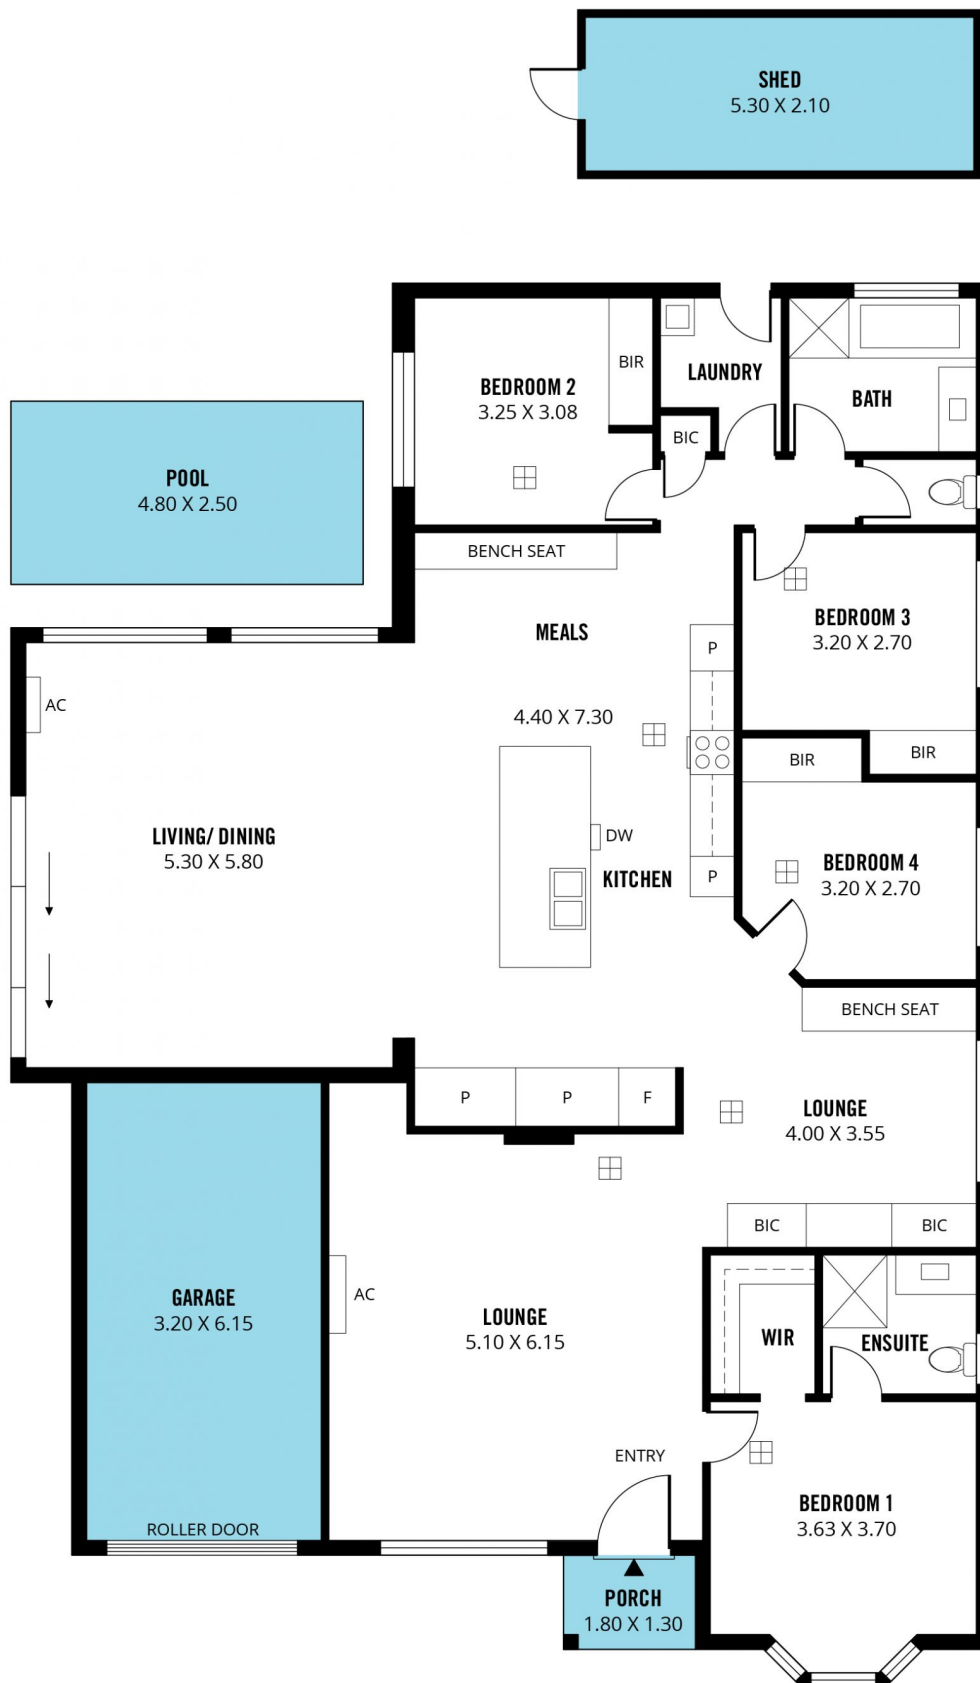 SHED
5.30 X 2.10
BEDROOM 2
3.25 X 3.08
BIR
LAUNDRY
BATH
BIC
POOL
4.80 X 2.50
BENCH SEAT
MEALS
4.40 X 7.30
P
BEDROOM 3
3.20 X 2.70
AC
BIR
BIR
LIVING/ DINING
5.30 X 5.80
DW
KITCHEN
P
BEDROOM 4
3.20 X 2.70
BENCH SEAT
P
P
F
LOUNGE
4.00 X 3.55
BIC
BIC
GARAGE
3.20 X 6.15
AC
LOUNGE
5.10 X 6.15
WIR
ENSUITE
ENTRY
ROLLER DOOR
BEDROOM 1
3.63 X 3.70
PORCH
1.80 X 1.30